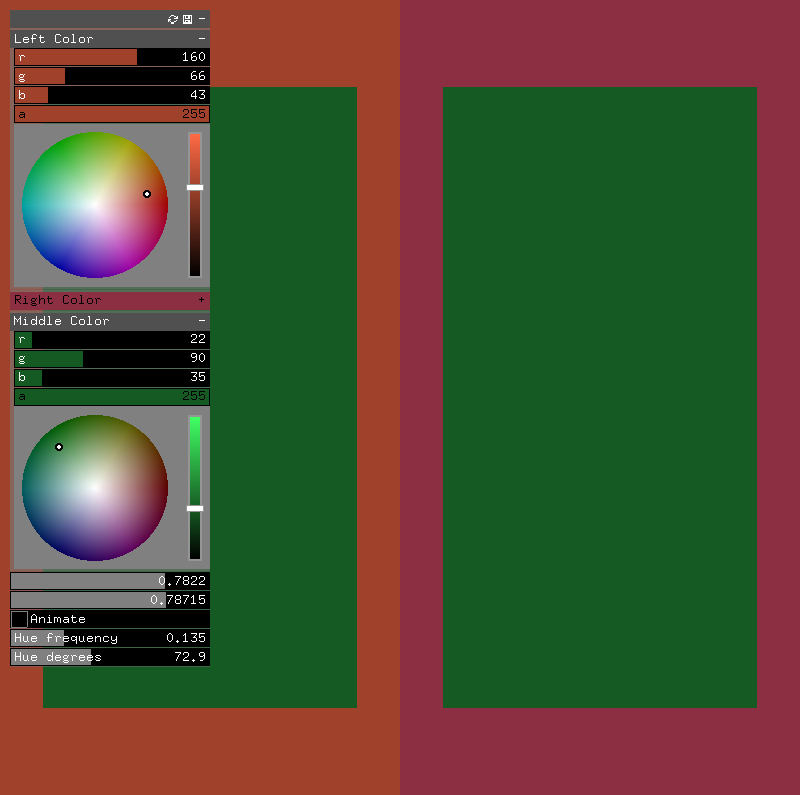 Left Color −
r 160
g 66
b 43
a 255
Right Color +
Middle Color −
r 22
g 90
b 35
a 255
0.7822
0.78715
Animate
Hue frequency 0.135
Hue degrees 72.9